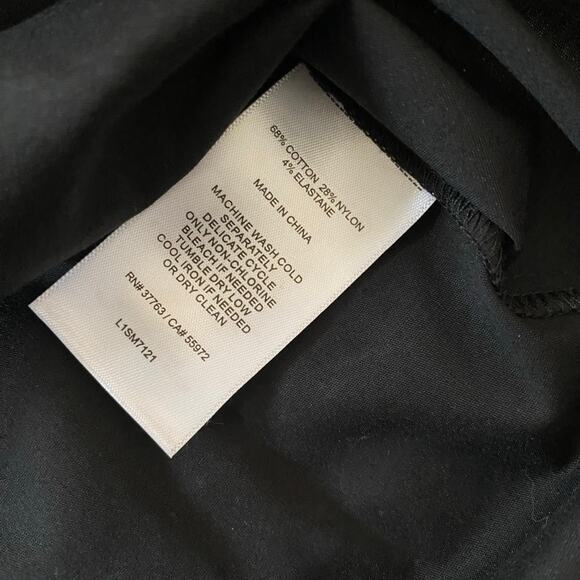 68% COTTON 28% NYLON
4% ELASTANE
MADE IN CHINA
MACHINE WASH COLD
SEPARATELY
DELICATE CYCLE
ONLY NON-CHLORINE
BLEACH IF NEEDED
TUMBLE DRY LOW
COOL IRON IF NEEDED
OR DRY CLEAN
RN# 37763 / CA# 55972
L1SM7121